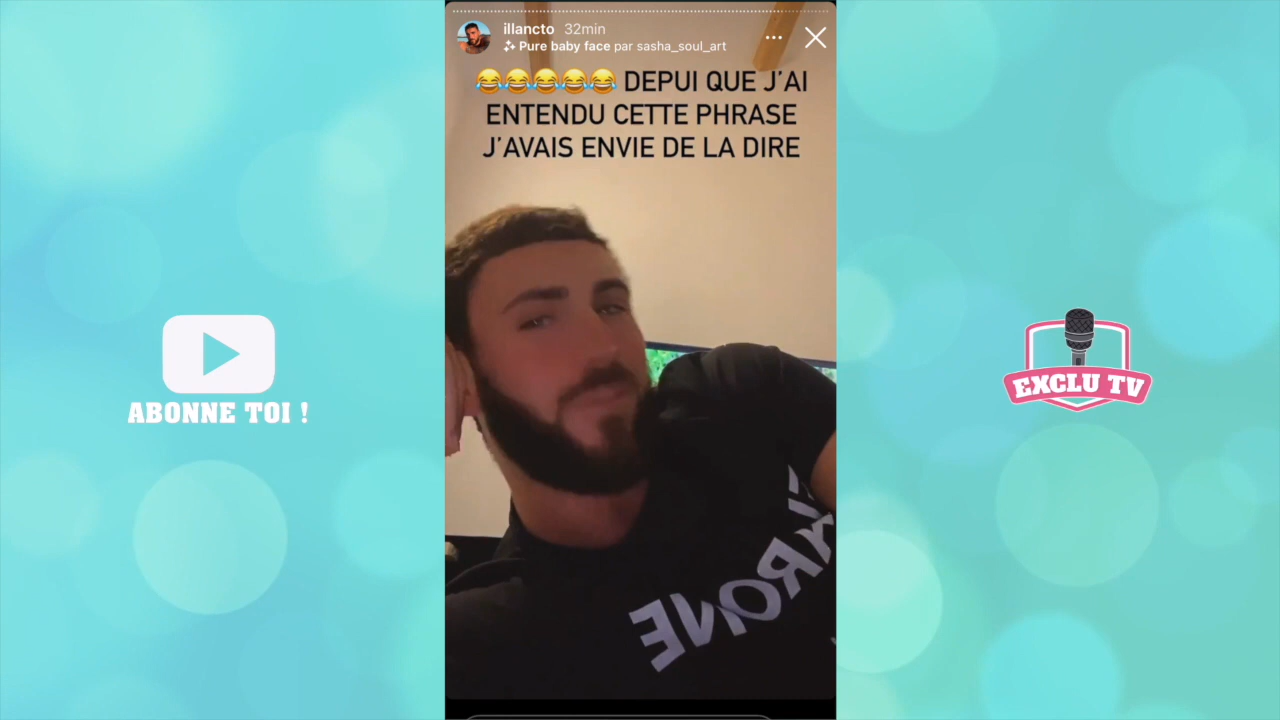 illancto 32min
Pure baby face par sasha_soul_art
😂😂😂😂😂 DEPUI QUE J’AI
ENTENDU CETTE PHRASE
J’AVAIS ENVIE DE LA DIRE
ABONNE TOI !
EXCLU TV